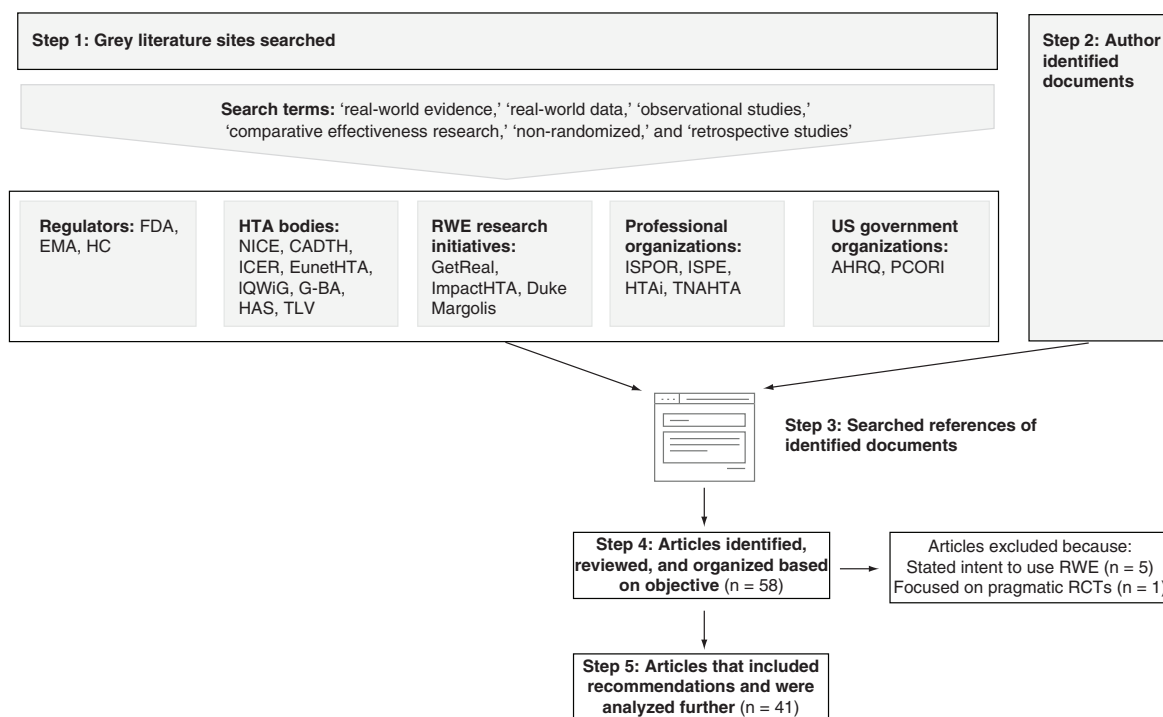 Step 1: Grey literature sites searched
Step 2: Author
identified
documents
Search terms: ‘real-world evidence,’ ‘real-world data,’ ‘observational studies,’
‘comparative effectiveness research,’ ‘non-randomized,’ and ‘retrospective studies’
Regulators: FDA,
EMA, HC
HTA bodies:
NICE, CADTH,
ICER, EunetHTA,
IQWiG, G-BA,
HAS, TLV
RWE research
initiatives:
GetReal,
ImpactHTA, Duke
Margolis
Professional
organizations:
ISPOR, ISPE,
HTAi, TNAHTA
US government
organizations:
AHRQ, PCORI
Step 3: Searched references of
identified documents
Step 4: Articles identified,
reviewed, and organized based
on objective (n = 58)
Articles excluded because:
Stated intent to use RWE (n = 5)
Focused on pragmatic RCTs (n = 1)
Step 5: Articles that included
recommendations and were
analyzed further (n = 41)